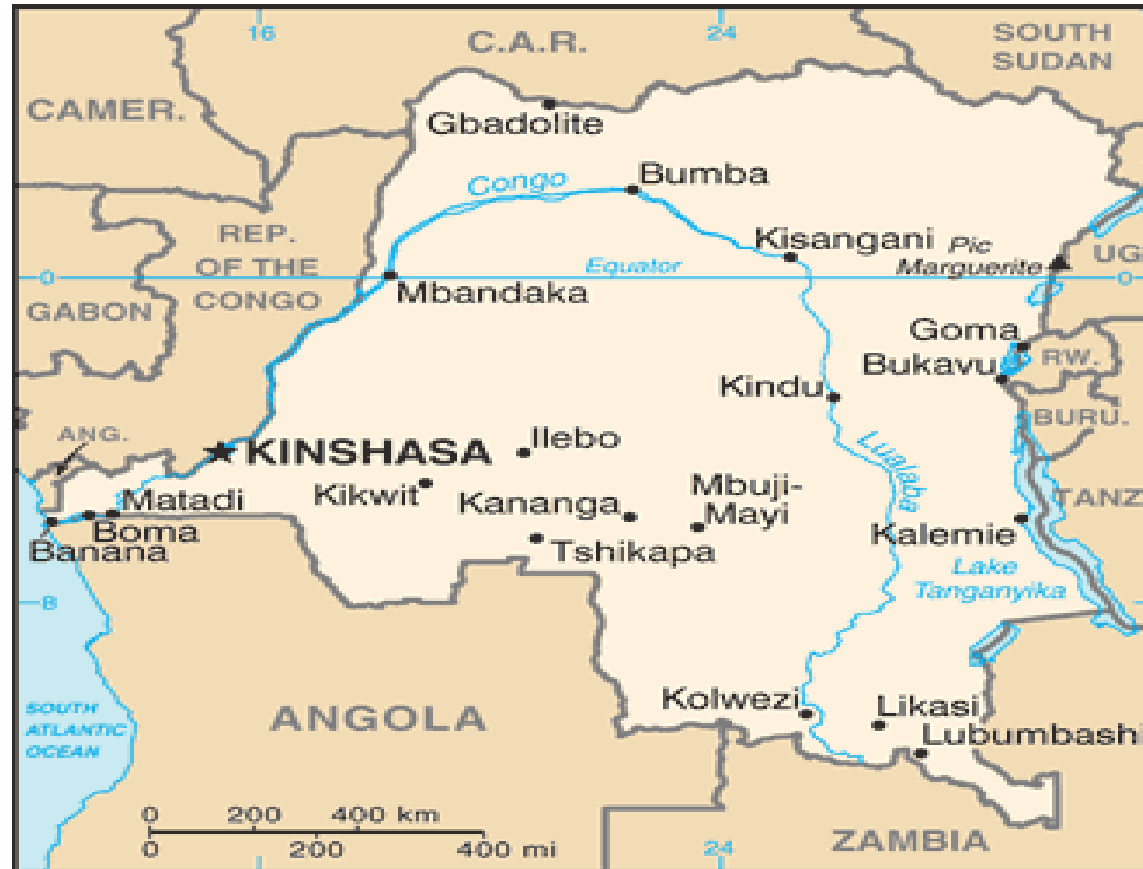 16
24
C.A.R.
SOUTH
SUDAN
CAMER.
Gbadolite
Congo
Bumba
REP.
OF THE
CONGO
Kisangani
Pic
Marguerite
UG
0
Equator
0
GABON
Mbandaka
Goma
RW.
Bukavu
Kindu
BURU.
ANG.
KINSHASA
Ilebo
Lualaba
Kikwit
Kananga
Mbuji-
Mayi
TANZ
Matadi
Boma
Banana
Tshikapa
Kalemie
Lake
Tanganyika
8
Kolwezi
Likasi
Lubumbashi
SOUTH
ATLANTIC
OCEAN
ANGOLA
0 200 400 km
0 200 400 mi
24
ZAMBIA